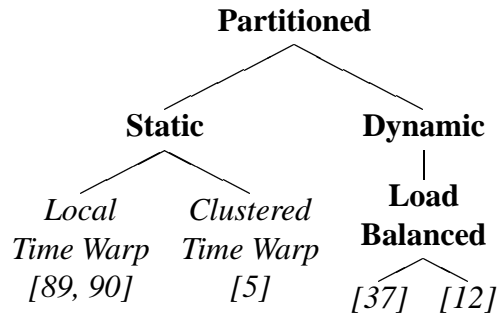 Partitioned
Static
Dynamic
Local
Time Warp
[89, 90]
Clustered
Time Warp
[5]
Load
Balanced
[37]
[12]